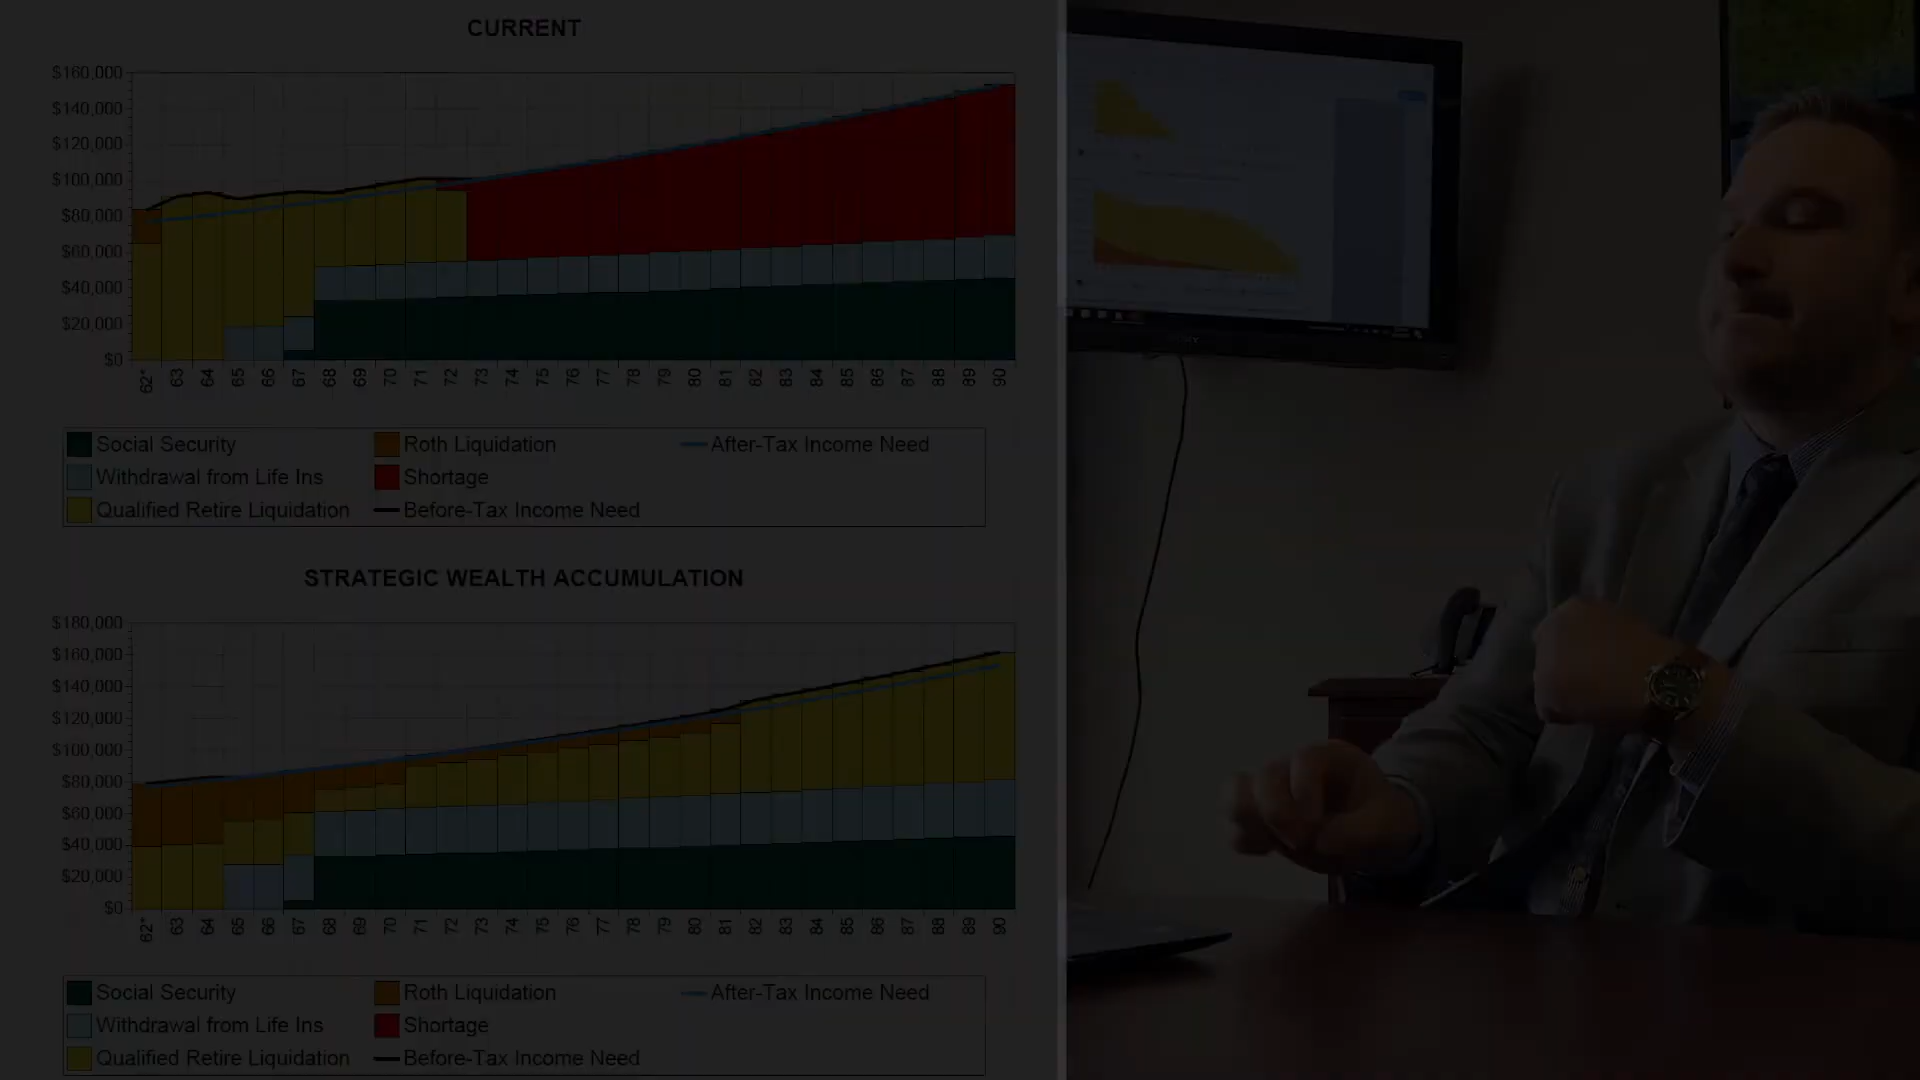 CURRENT
$160,000
$140,000
$120,000
$100,000
$80,000
$60,000
$40,000
$20,000
$0
62* 63 64 65 66 67 68 69 70 71 72 73 74 75 76 77 78 79 80 81 82 83 84 85 86 87 88 89 90
Social Security Roth Liquidation After-Tax Income Need
Withdrawal from Life Ins Shortage
Qualified Retire Liquidation Before-Tax Income Need
STRATEGIC WEALTH ACCUMULATION
$180,000
$160,000
$140,000
$120,000
$100,000
$80,000
$60,000
$40,000
$20,000
$0
62* 63 64 65 66 67 68 69 70 71 72 73 74 75 76 77 78 79 80 81 82 83 84 85 86 87 88 89 90
Social Security Roth Liquidation After-Tax Income Need
Withdrawal from Life Ins Shortage
Qualified Retire Liquidation Before-Tax Income Need